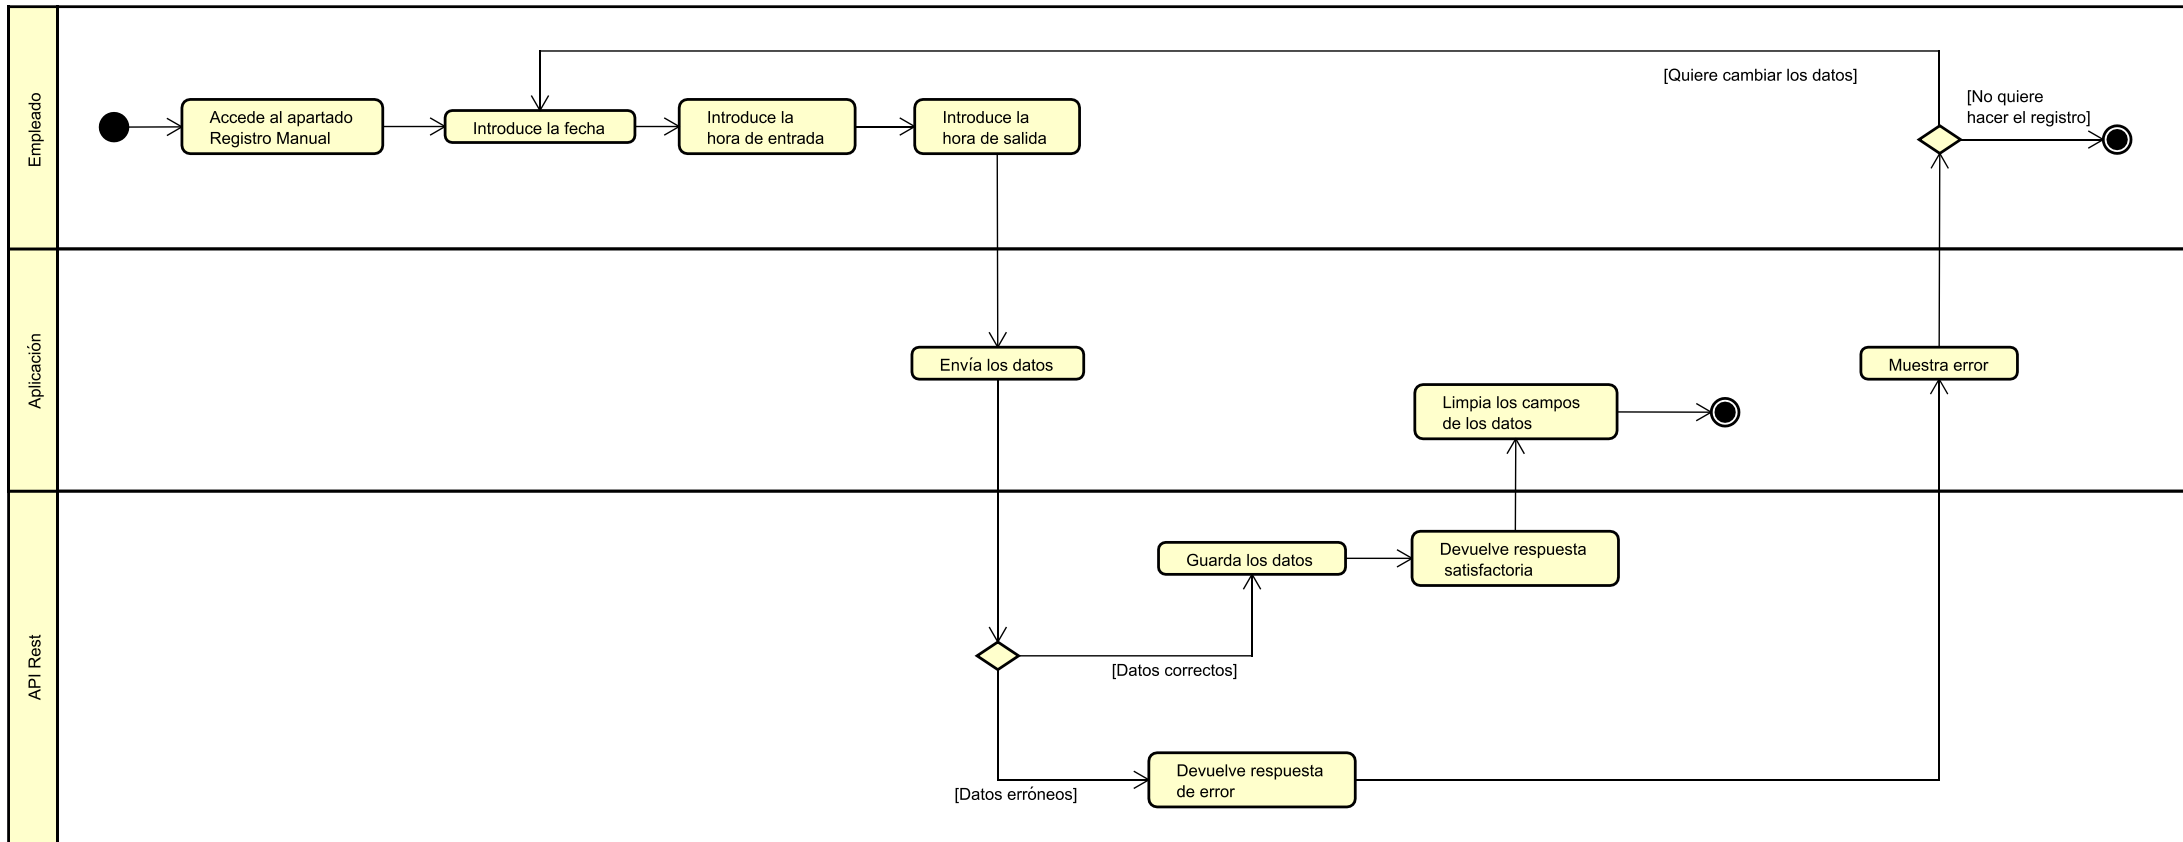 Empleado
[Quiere cambiar los datos]
[No quiere
hacer el registro]
Accede al apartado
Registro Manual
Introduce la fecha
Introduce la
hora de entrada
Introduce la
hora de salida
Aplicación
Envía los datos
Muestra error
Limpia los campos
de los datos
API Rest
Guarda los datos
Devuelve respuesta
satisfactoria
[Datos correctos]
Devuelve respuesta
de error
[Datos erróneos]